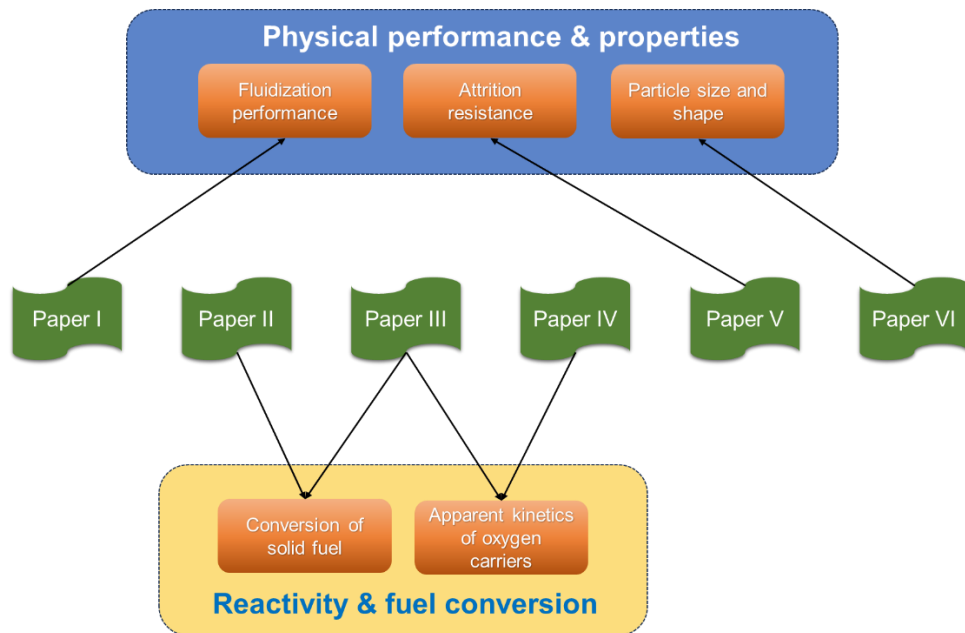 Physical performance & properties
Fluidization
performance
Attrition
resistance
Particle size and
shape
Paper I
Paper II
Paper III
Paper IV
Paper V
Paper VI
Conversion of
solid fuel
Apparent kinetics
of oxygen
carriers
Reactivity & fuel conversion